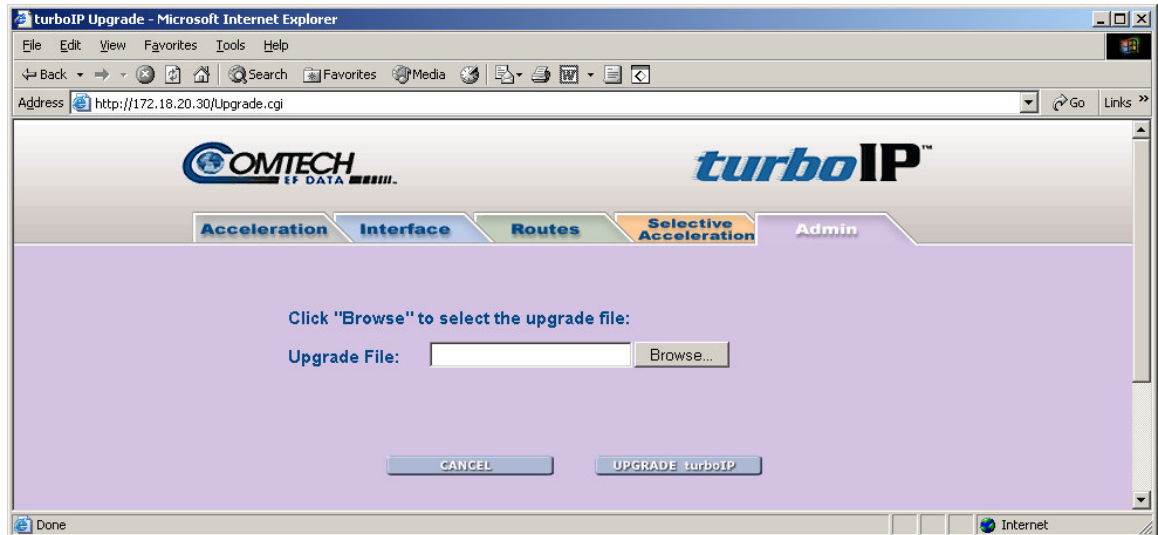 turboIP Upgrade - Microsoft Internet Explorer
File Edit View Favorites Tools Help
Back Search Favorites Media
Address http://172.18.20.30/Upgrade.cgi Go Links »
COMTECH
EF DATA
turboIP™
Acceleration Interface Routes Selective Acceleration Admin
Click "Browse" to select the upgrade file:
Upgrade File: Browse...
CANCEL UPGRADE turboIP
Done Internet